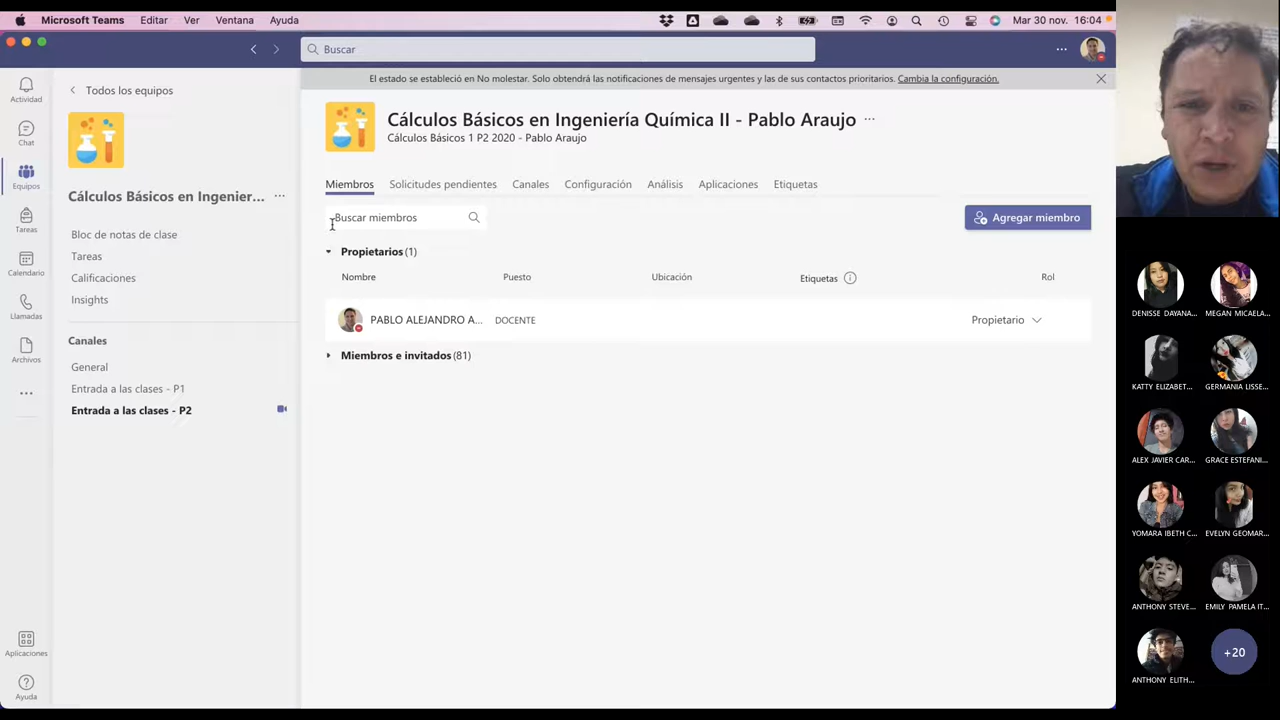 Microsoft Teams Editar Ver Ventana Ayuda Mar 30 nov. 16:04
Buscar
El estado se estableció en No molestar. Solo obtendrá las notificaciones de mensajes urgentes y las de sus contactos prioritarios. Cambia la configuración.
Actividad
Chat
Equipos
Tareas
Calendario
Llamadas
Archivos
Aplicaciones
Ayuda
Todos los equipos
Cálculos Básicos en Ingenier...
Bloc de notas de clase
Tareas
Calificaciones
Insights
Canales
General
Entrada a las clases - P1
Entrada a las clases - P2
Cálculos Básicos en Ingeniería Química II - Pablo Araujo
Cálculos Básicos 1 P2 2020 - Pablo Araujo
Miembros Solicitudes pendientes Canales Configuración Análisis Aplicaciones Etiquetas
Buscar miembros
Agregar miembro
Propietarios (1)
Nombre Puesto Ubicación Etiquetas Rol
PABLO ALEJANDRO A... DOCENTE Propietario
Miembros e invitados (81)
DENISSE DAYANA... MEGAN MICAELA...
KATTY ELIZABET... GERMANIA LISSE...
ALEX JAVIER CAR... GRACE ESTEFANI...
YOMARA IBETH C... EVELYN GEOMAR...
ANTHONY STEVE... EMILY PAMELA IT...
ANTHONY ELITH... +20